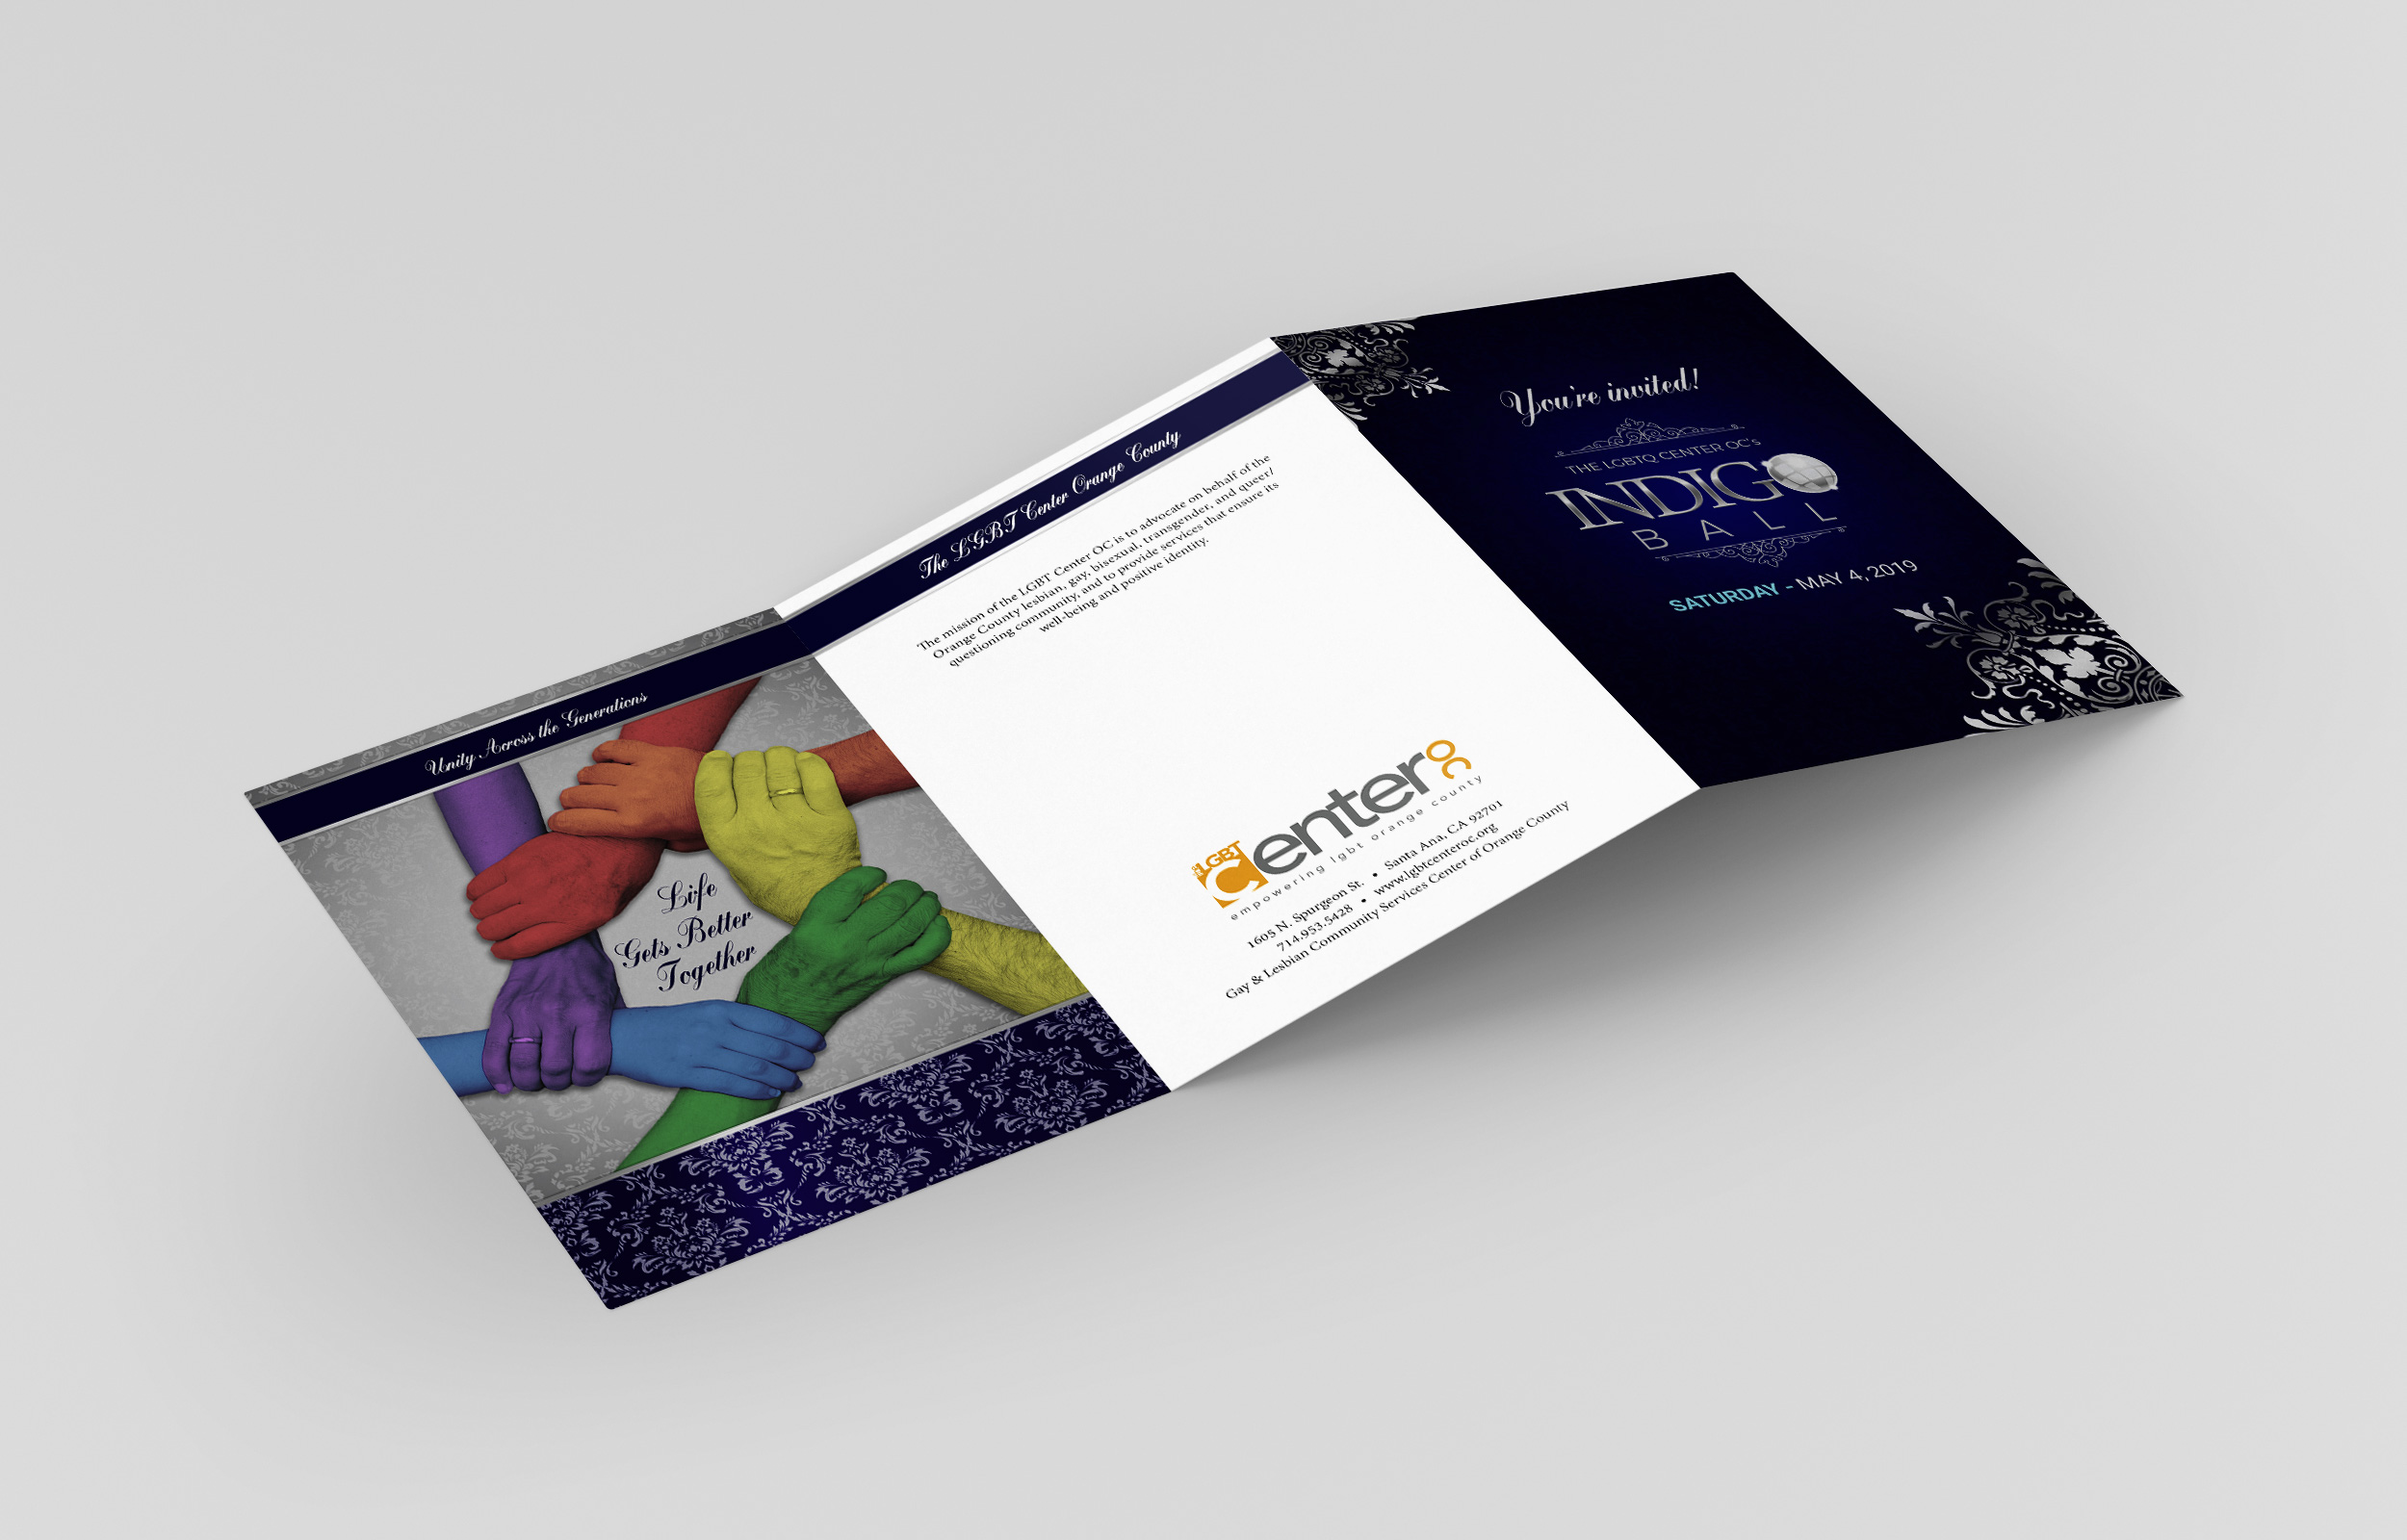 Unity Across the Generations
Life
Gets Better
Together
The LGBT Center Orange County
The mission of the LGBT Center OC is to advocate on behalf of the
Orange County lesbian, gay, bisexual, transgender, and queer/
questioning community, and to provide services that ensure its
well-being and positive identity.
the LGBT
Center OC
empowering lgbt orange county
1605 N. Spurgeon St. • Santa Ana, CA 92701
714.953.5428 • www.lgbtcenteroc.org
Gay & Lesbian Community Services Center of Orange County
You're invited!
THE LGBTQ CENTER OC's
INDIGO
BALL
SATURDAY - MAY 4, 2019